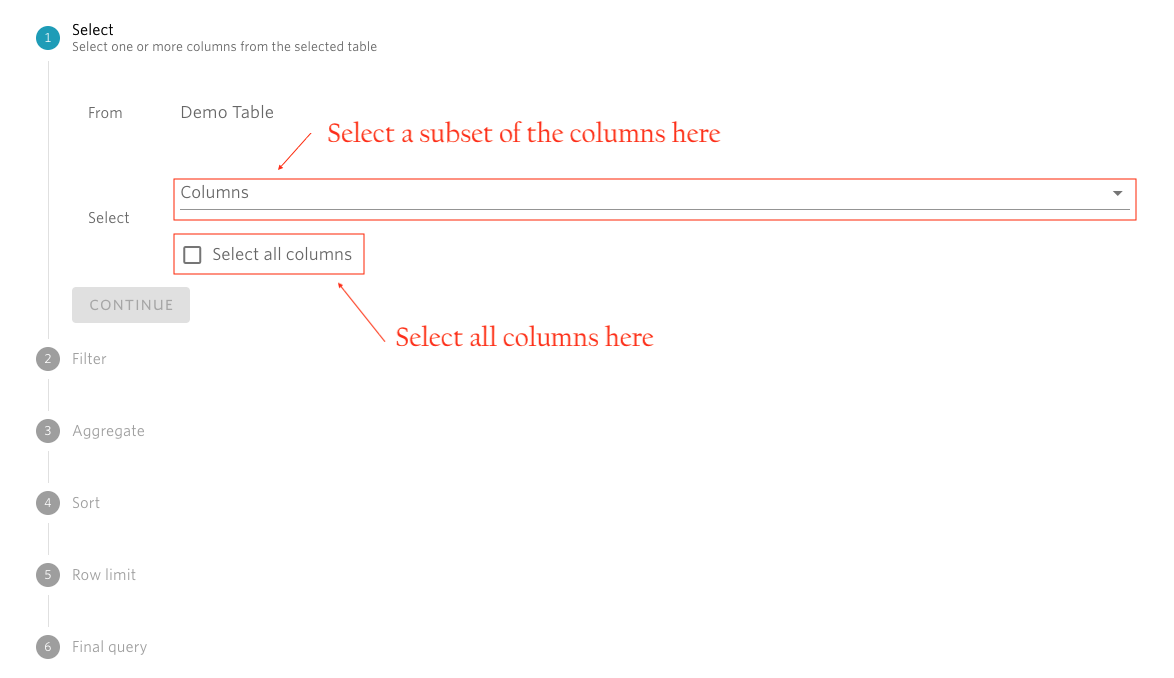 1
Select
Select one or more columns from the selected table
From
Demo Table
Select a subset of the columns here
Columns
Select
Select all columns
CONTINUE
Select all columns here
2
Filter
3
Aggregate
4
Sort
5
Row limit
6
Final query